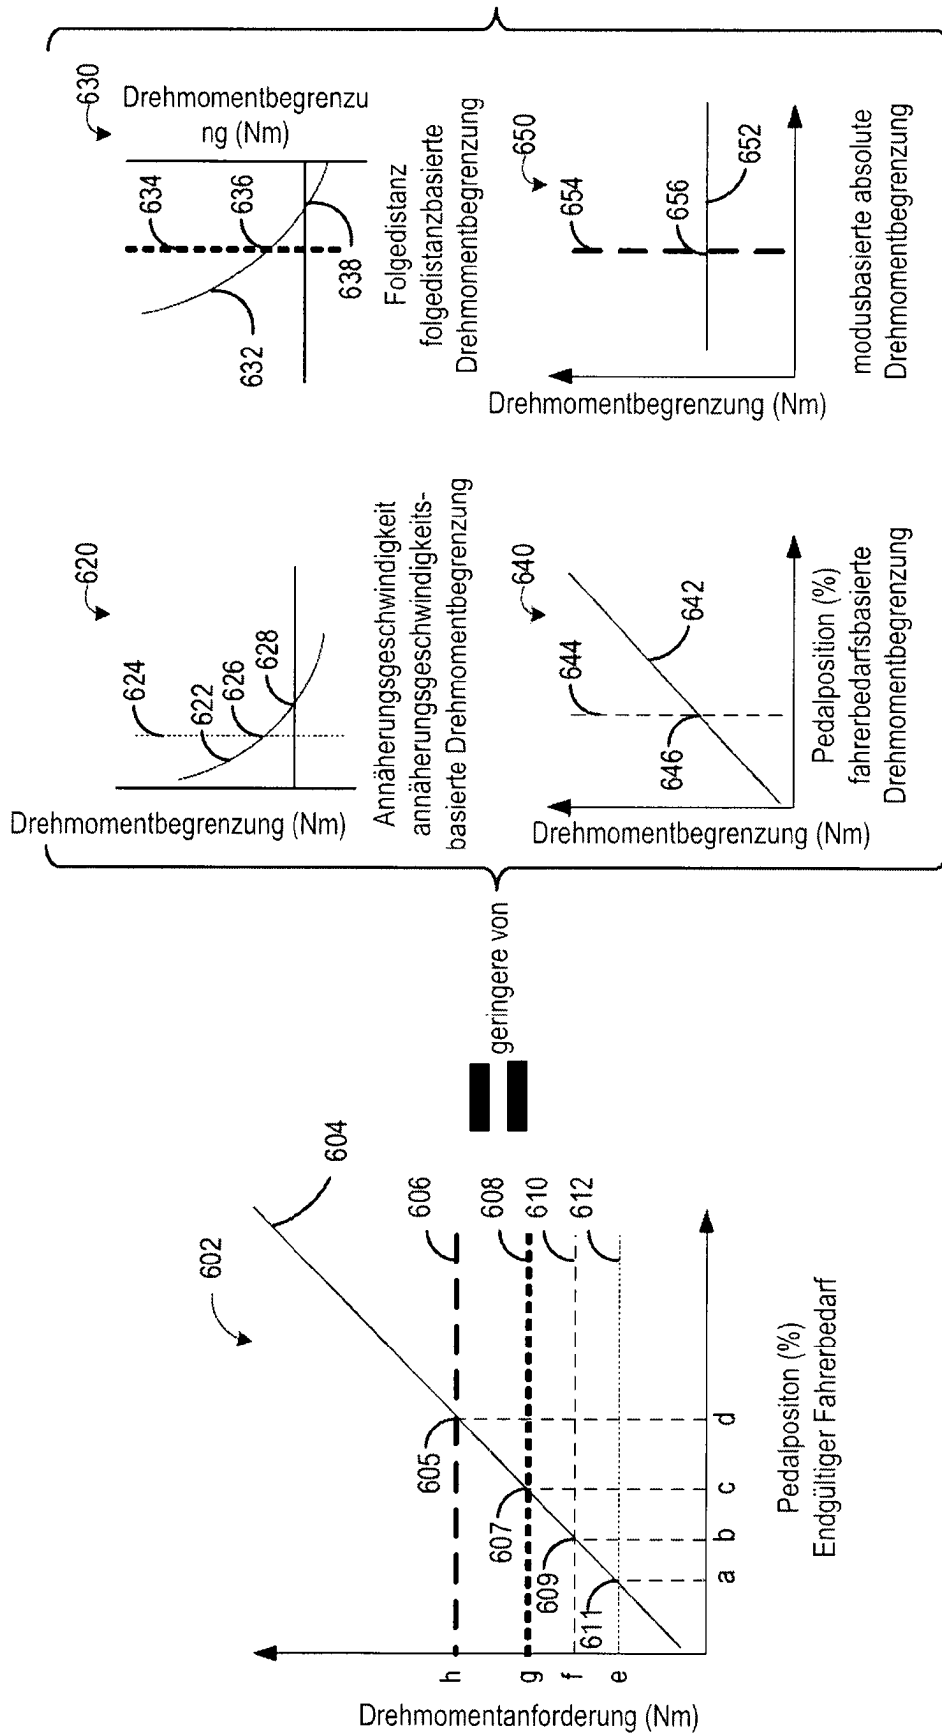 602
604
606
608
610
612
605
607
609
611
h
g
f
e
a
b
c
d
Drehmomentanforderung (Nm)
Pedalpositon (%)
Endgültiger Fahrerbedarf
geringere von
620
624
622
626
628
Drehmomentbegrenzung (Nm)
Annäherungsgeschwindigkeit
annäherungsgeschwindigkeits-
basierte Drehmomentbegrenzung
630
Drehmomentbegrenzu
ng (Nm)
634
636
638
632
Folgedistanz
folgedistanzbasierte
Drehmomentbegrenzung
640
644
642
646
Drehmomentbegrenzung (Nm)
Pedalposition (%)
fahrerbedarfsbasierte
Drehmomentbegrenzung
650
654
656
652
Drehmomentbegrenzung (Nm)
modusbasierte absolute
Drehmomentbegrenzung